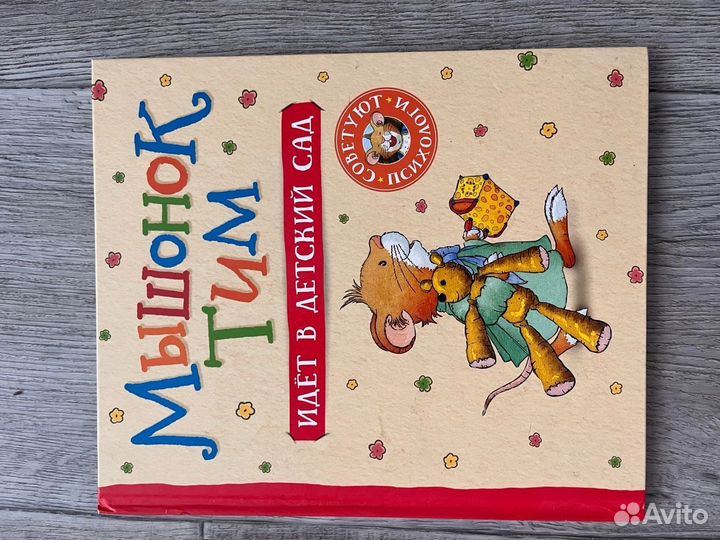 МЫШОНОК
ТИМ
ИДЁТ В ДЕТСКИЙ САД
СОВЕТУЮТ
ПСИХОЛОГИ
Avito